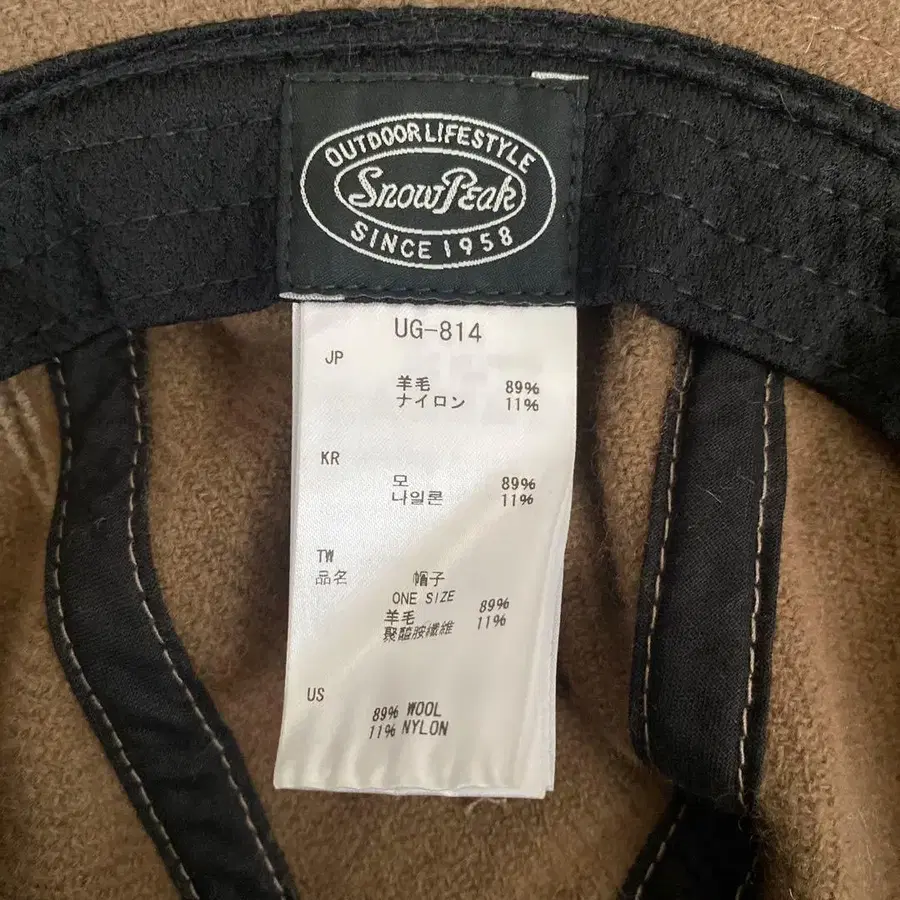 OUTDOOR LIFESTYLE
Snow Peak
SINCE 1958
UG-814
JP
羊毛 89%
ナイロン 11%
KR
모 89%
나일론 11%
TW
品名 帽子
ONE SIZE
羊毛 89%
聚醯胺纖維 11%
US
89% WOOL
11% NYLON